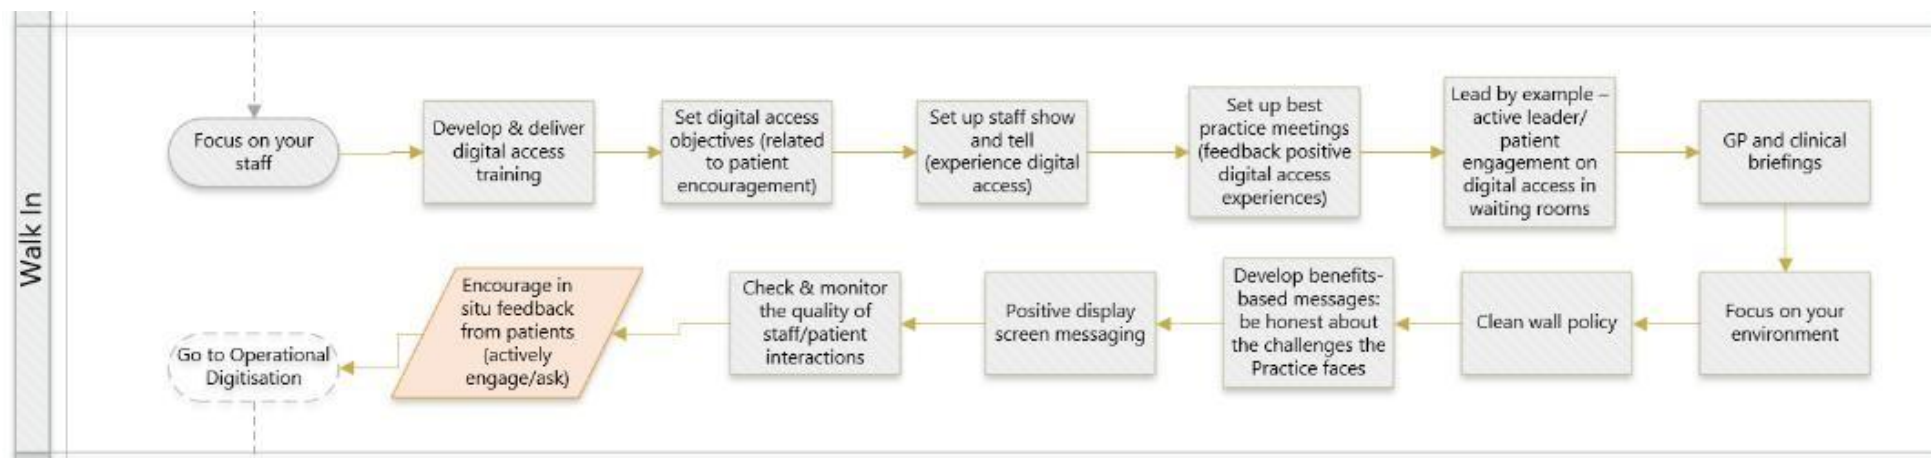 Walk In
Focus on your
staff
Develop & deliver
digital access
training
Set digital access
objectives (related
to patient
encouragement)
Set up staff show
and tell
(experience digital
access)
Set up best
practice meetings
(feedback positive
digital access
experiences)
Lead by example –
active leader/
patient
engagement on
digital access in
waiting rooms
GP and clinical
briefings
Focus on your
environment
Clean wall policy
Develop benefits-
based messages:
be honest about
the challenges the
Practice faces
Positive display
screen messaging
Check & monitor
the quality of
staff/patient
interactions
Encourage in
situ feedback
from patients
(actively
engage/ask)
Go to Operational
Digitisation